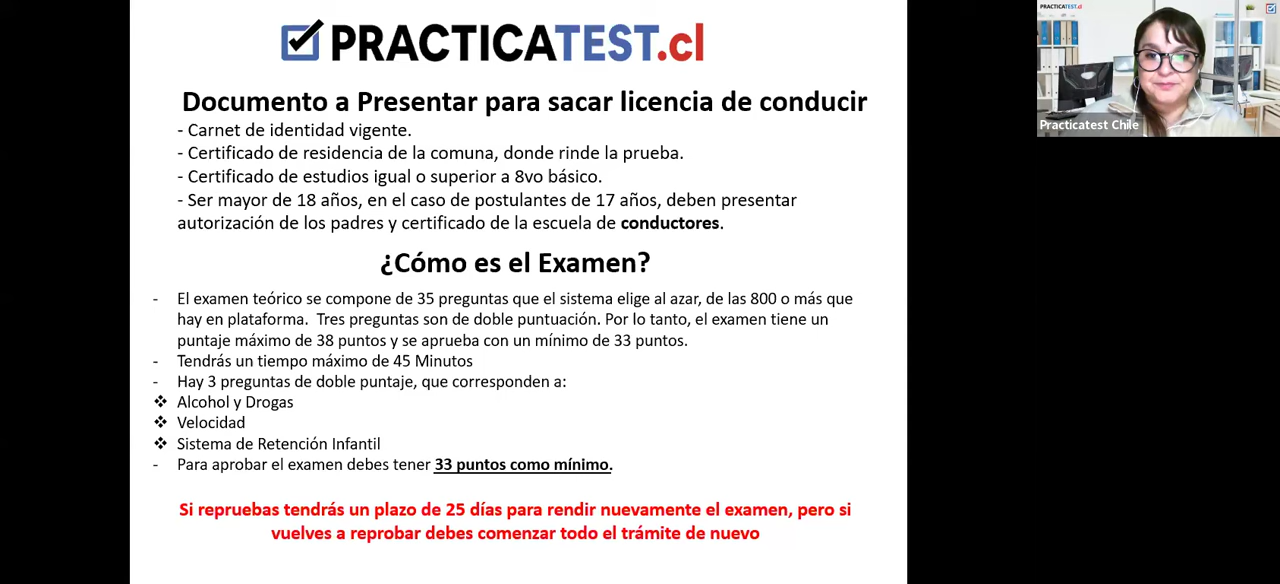 PRACTICATEST.cl
Documento a Presentar para sacar licencia de conducir
- Carnet de identidad vigente.
- Certificado de residencia de la comuna, donde rinde la prueba.
- Certificado de estudios igual o superior a 8vo básico.
- Ser mayor de 18 años, en el caso de postulantes de 17 años, deben presentar
autorización de los padres y certificado de la escuela de conductores.
¿Cómo es el Examen?
- El examen teórico se compone de 35 preguntas que el sistema elige al azar, de las 800 o más que
hay en plataforma. Tres preguntas son de doble puntuación. Por lo tanto, el examen tiene un
puntaje máximo de 38 puntos y se aprueba con un mínimo de 33 puntos.
- Tendrás un tiempo máximo de 45 Minutos
- Hay 3 preguntas de doble puntaje, que corresponden a:
❖ Alcohol y Drogas
❖ Velocidad
❖ Sistema de Retención Infantil
- Para aprobar el examen debes tener 33 puntos como mínimo.
Si repruebas tendrás un plazo de 25 días para rendir nuevamente el examen, pero si
vuelves a reprobar debes comenzar todo el trámite de nuevo
PRACTICATEST.cl
Practicatest Chile